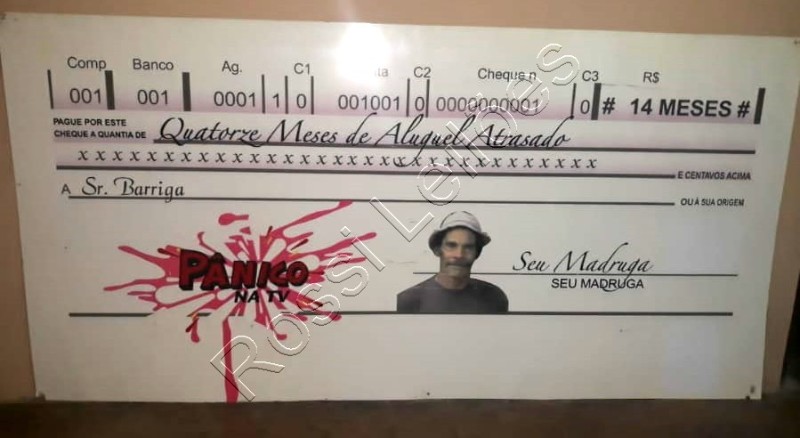 Comp Banco Ag. C1 C2 Cheque n C3 R$
001 001 0001 1 0 001001 0 0000000001 0 # 14 MESES #
PAGUE POR ESTE
CHEQUE A QUANTIA DE Quatorze Meses de Aluguel Atrasado
x x x x x x x x x x x x x x x x x x x x x x x x x x x x x x x x x E CENTAVOS ACIMA
A Sr. Barriga OU À SUA ORIGEM
PÂNICO
NA TV
Seu Madruga
SEU MADRUGA
Rossi Leilões